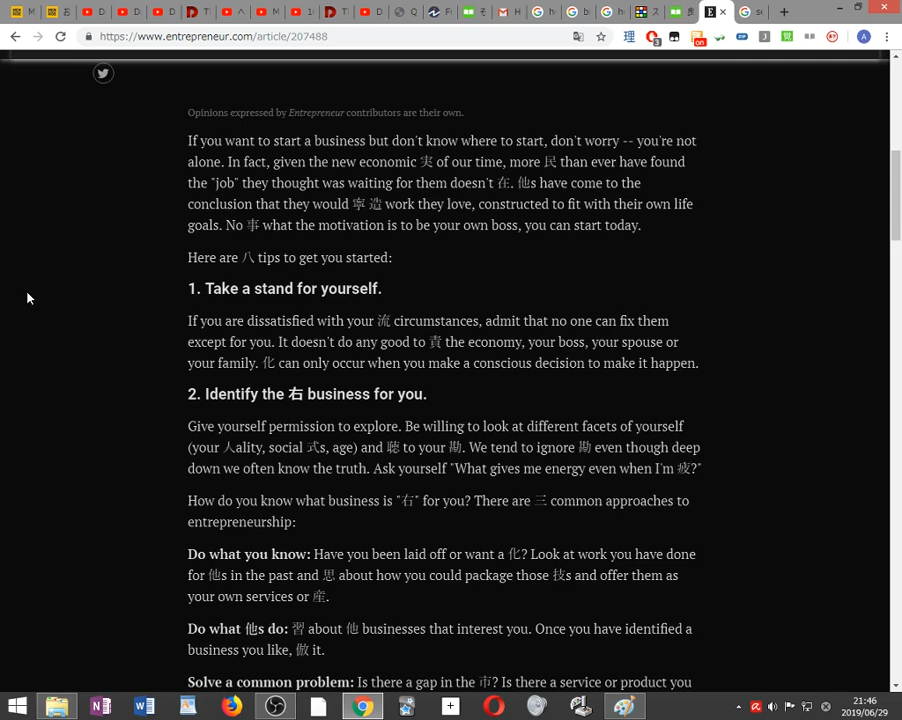 https://www.entrepreneur.com/article/207488
Opinions expressed by Entrepreneur contributors are their own.
If you want to start a business but don't know where to start, don't worry -- you're not
alone. In fact, given the new economic 実 of our time, more 民 than ever have found
the "job" they thought was waiting for them doesn't 在. 他s have come to the
conclusion that they would 寧 造 work they love, constructed to fit with their own life
goals. No 事 what the motivation is to be your own boss, you can start today.
Here are 八 tips to get you started:
1. Take a stand for yourself.
If you are dissatisfied with your 流 circumstances, admit that no one can fix them
except for you. It doesn't do any good to 責 the economy, your boss, your spouse or
your family. 化 can only occur when you make a conscious decision to make it happen.
2. Identify the 右 business for you.
Give yourself permission to explore. Be willing to look at different facets of yourself
(your 人ality, social 式s, age) and 聴 to your 勘. We tend to ignore 勘 even though deep
down we often know the truth. Ask yourself "What gives me energy even when I'm 疲?"
How do you know what business is "右" for you? There are 三 common approaches to
entrepreneurship:
Do what you know: Have you been laid off or want a 化? Look at work you have done
for 他s in the past and 思 about how you could package those 技s and offer them as
your own services or 産.
Do what 他s do: 習 about 他 businesses that interest you. Once you have identified a
business you like, 倣 it.
Solve a common problem: Is there a gap in the 市? Is there a service or product you
21:46
2019/06/29